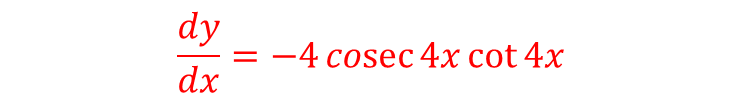 dy/dx = −4 cosec 4x cot 4x